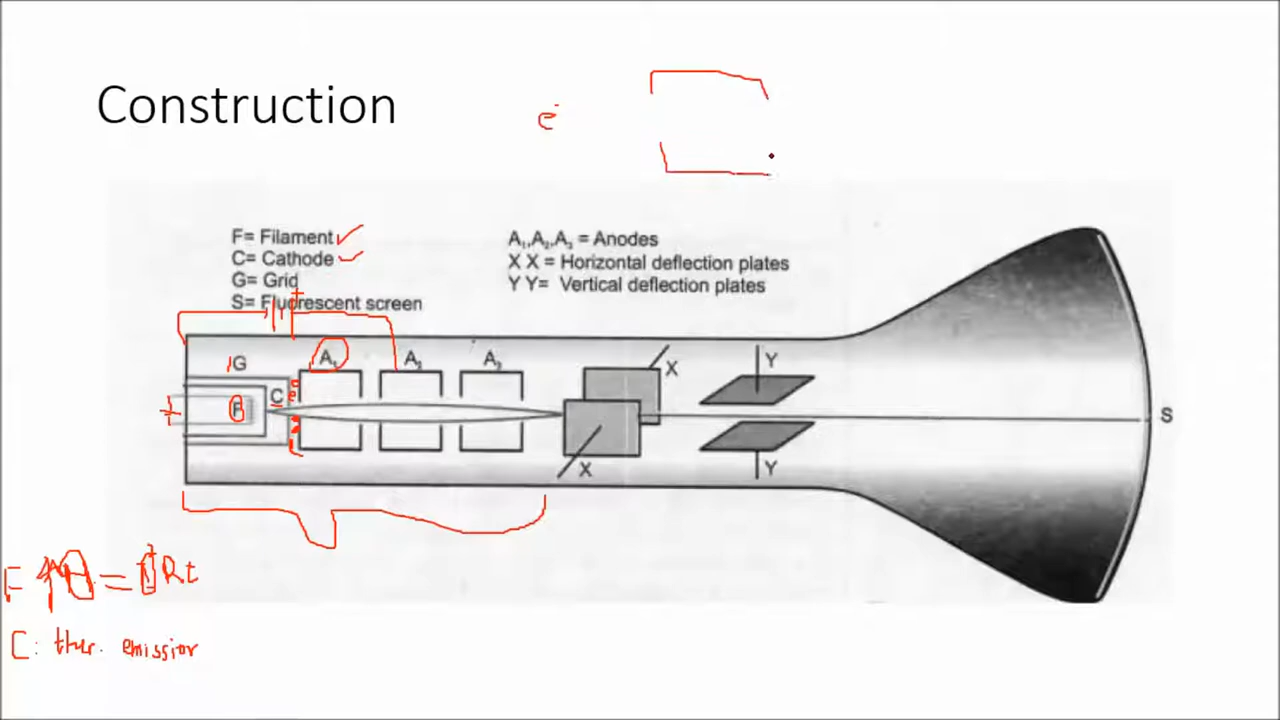 Construction
e⁻
F= Filament
C= Cathode
G= Grid
S= Fluorescent screen
A₁,A₂,A₃ = Anodes
X X = Horizontal deflection plates
Y Y= Vertical deflection plates
G A₁ A₂ A₃ X Y
C
F
S
X Y
F ↑H = I²Rt
C: ther. emission